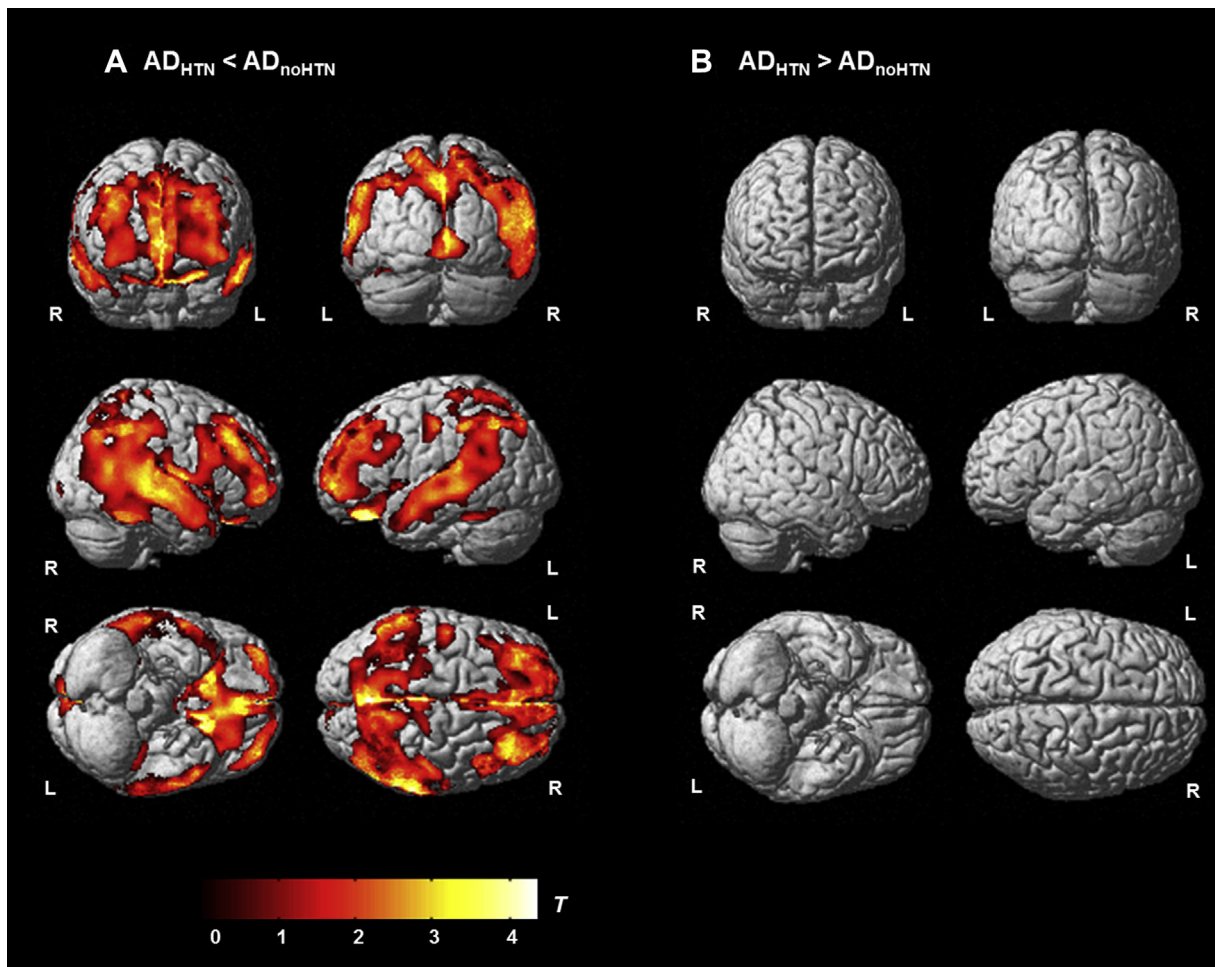 A AD_HTN < AD_noHTN
B AD_HTN > AD_noHTN
R L L R
R L L R
R L
R L
R L
R L
L R
L R
T
0 1 2 3 4